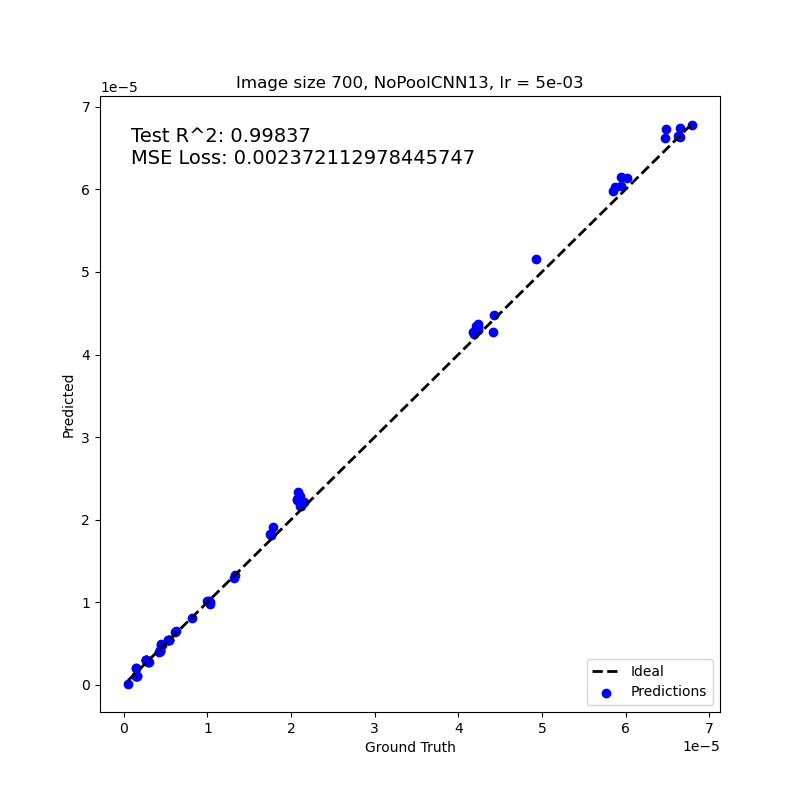 Image size 700, NoPoolCNN13, lr = 5e-03
1e−5
7
Test R^2: 0.99837
MSE Loss: 0.002372112978445747
6
5
4
Predicted
3
2
1
0
Ideal
Predictions
0 1 2 3 4 5 6 7
Ground Truth
1e−5